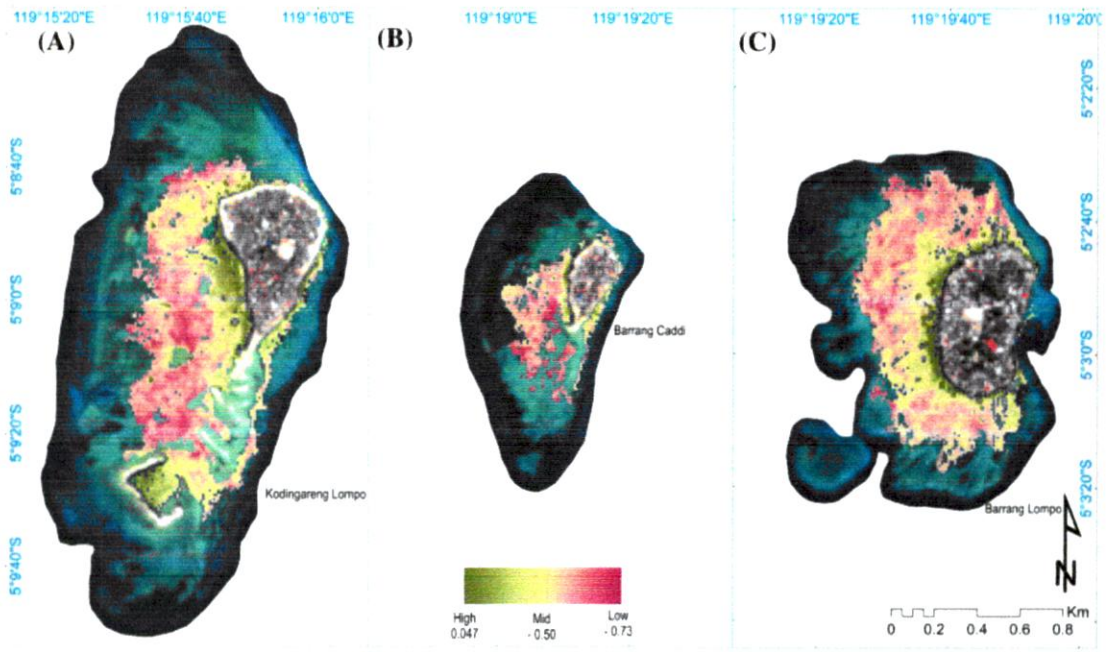 119°15'20"E 119°15'40"E 119°16'0"E 119°19'0"E 119°19'20"E 119°19'20"E 119°19'40"E 119°20'0"
(A)
(B)
(C)
5°8'40"S
5°9'0"S
5°9'20"S
5°9'40"S
Kodingareng Lompo
Barrang Caddi
5°2'20"S
5°2'40"S
5°3'0"S
5°3'20"S
Barrang Lompo
N
High Mid Low
0.047 - 0.50 - 0.73
Km
0 0.2 0.4 0.6 0.8